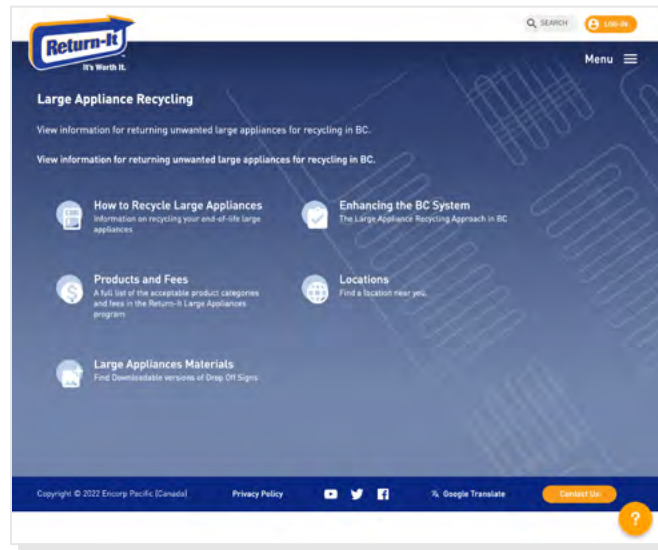 SEARCH
LOG-IN
Return-It
It's Worth It.
Menu
Large Appliance Recycling
View information for returning unwanted large appliances for recycling in BC.
View information for returning unwanted large appliances for recycling in BC.
How to Recycle Large Appliances
Information on recycling your end-of-life large
appliances
Enhancing the BC System
The Large Appliance Recycling Approach in BC
Products and Fees
A full list of the acceptable product categories
and fees in the Return-It Large Appliances
program
Locations
Find a location near you.
Large Appliances Materials
Find Downloadable versions of Drop Off Signs
Copyright © 2022 Encorp Pacific (Canada)
Privacy Policy
Google Translate
Contact Us
?